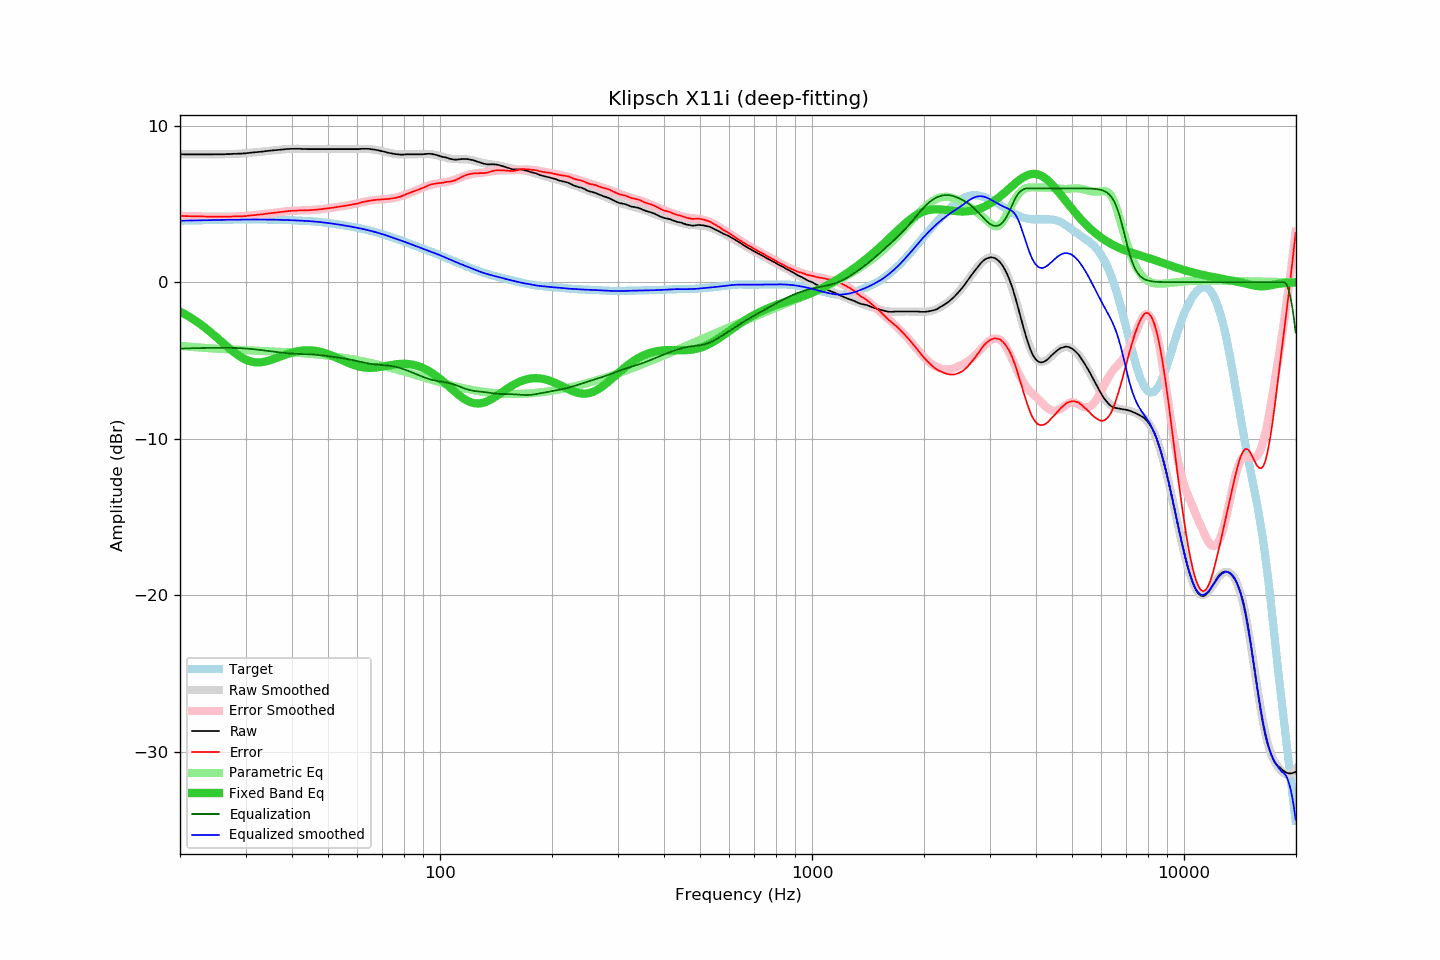 Klipsch X11i (deep-fitting)
10
0
−10
−20
−30
Amplitude (dBr)
Target
Raw Smoothed
Error Smoothed
Raw
Error
Parametric Eq
Fixed Band Eq
Equalization
Equalized smoothed
100
1000
10000
Frequency (Hz)